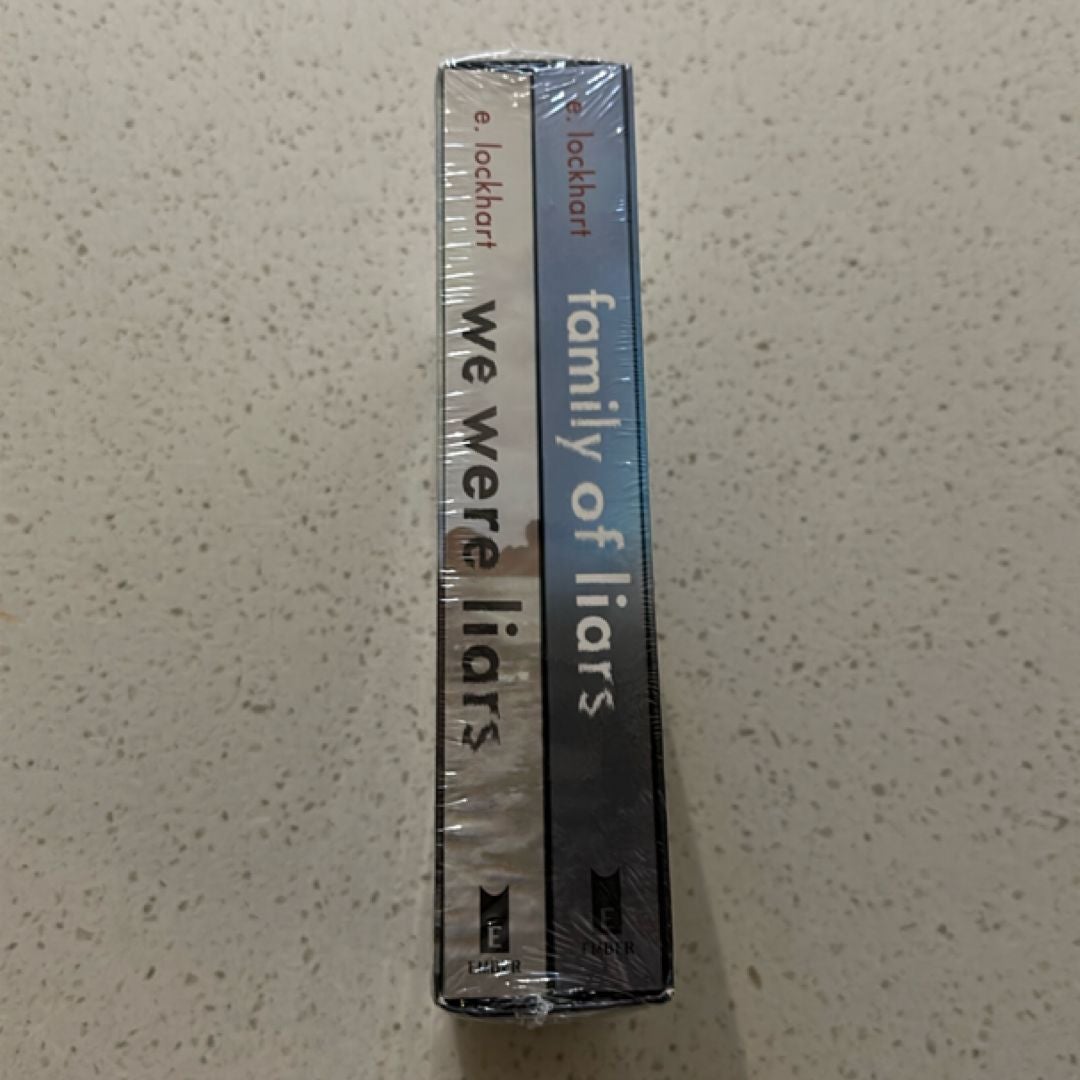 e. lockhart
we were liars
E
EMBER
e. lockhart
family of liars
E
EMBER